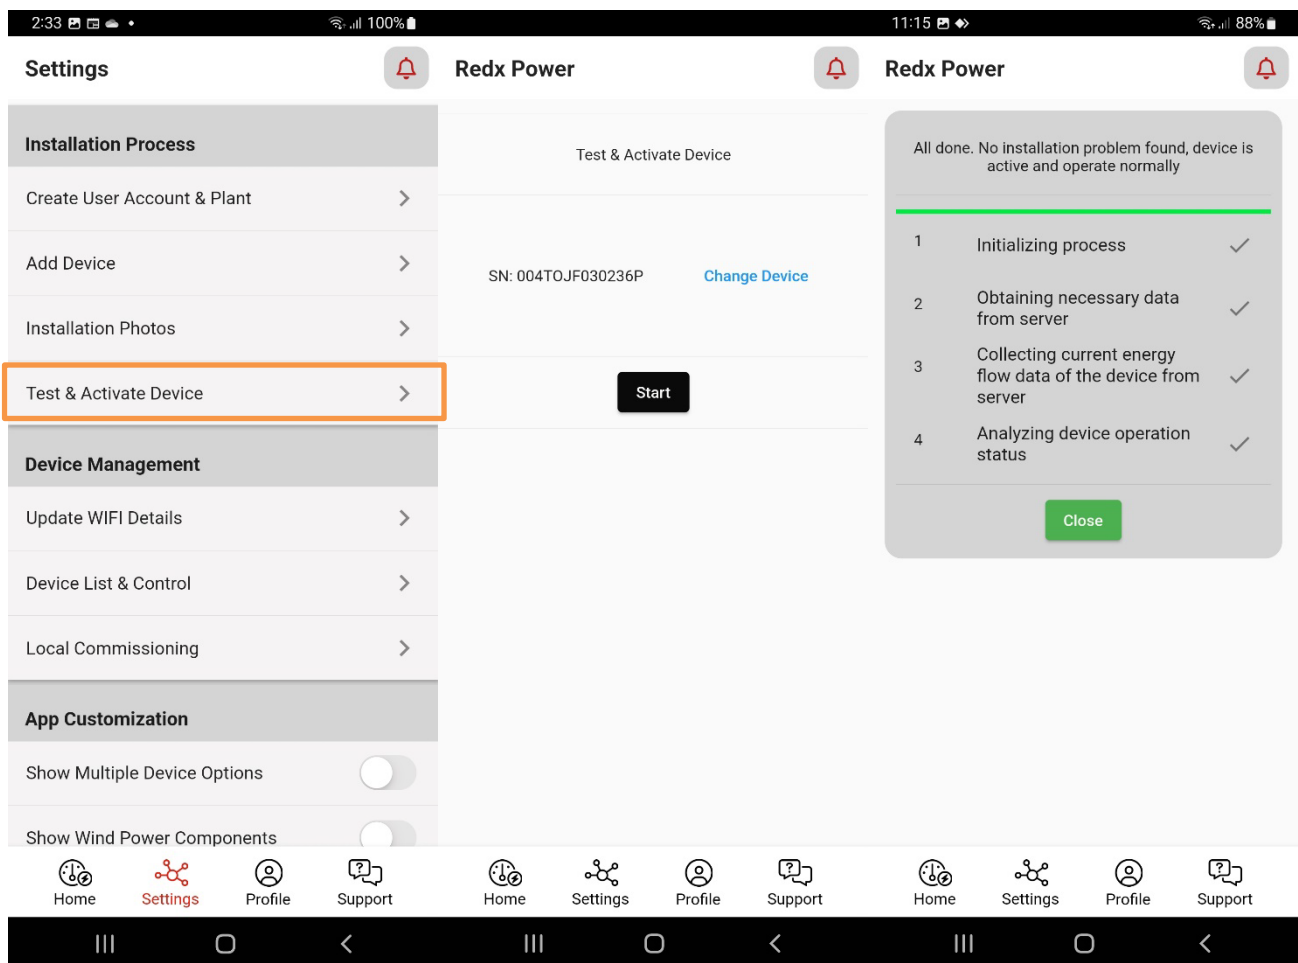 2:33
100%
Settings
Installation Process
Create User Account & Plant
Add Device
Installation Photos
Test & Activate Device
Device Management
Update WIFI Details
Device List & Control
Local Commissioning
App Customization
Show Multiple Device Options
Show Wind Power Components
Home
Settings
Profile
Support
Redx Power
Test & Activate Device
SN: 004TOJF030236P
Change Device
Start
Home
Settings
Profile
Support
11:15
88%
Redx Power
All done. No installation problem found, device is
active and operate normally
1 Initializing process
2 Obtaining necessary data
from server
3 Collecting current energy
flow data of the device from
server
4 Analyzing device operation
status
Close
Home
Settings
Profile
Support